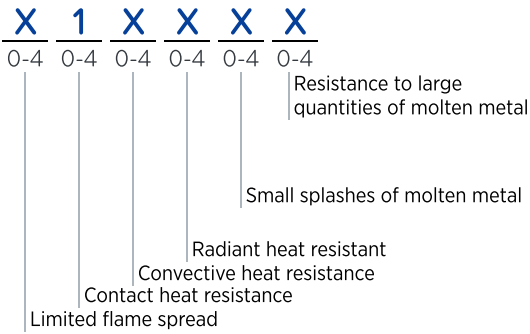 X 1 X X X X
0-4 0-4 0-4 0-4 0-4 0-4
Resistance to large
quantities of molten metal
Small splashes of molten metal
Radiant heat resistant
Convective heat resistance
Contact heat resistance
Limited flame spread